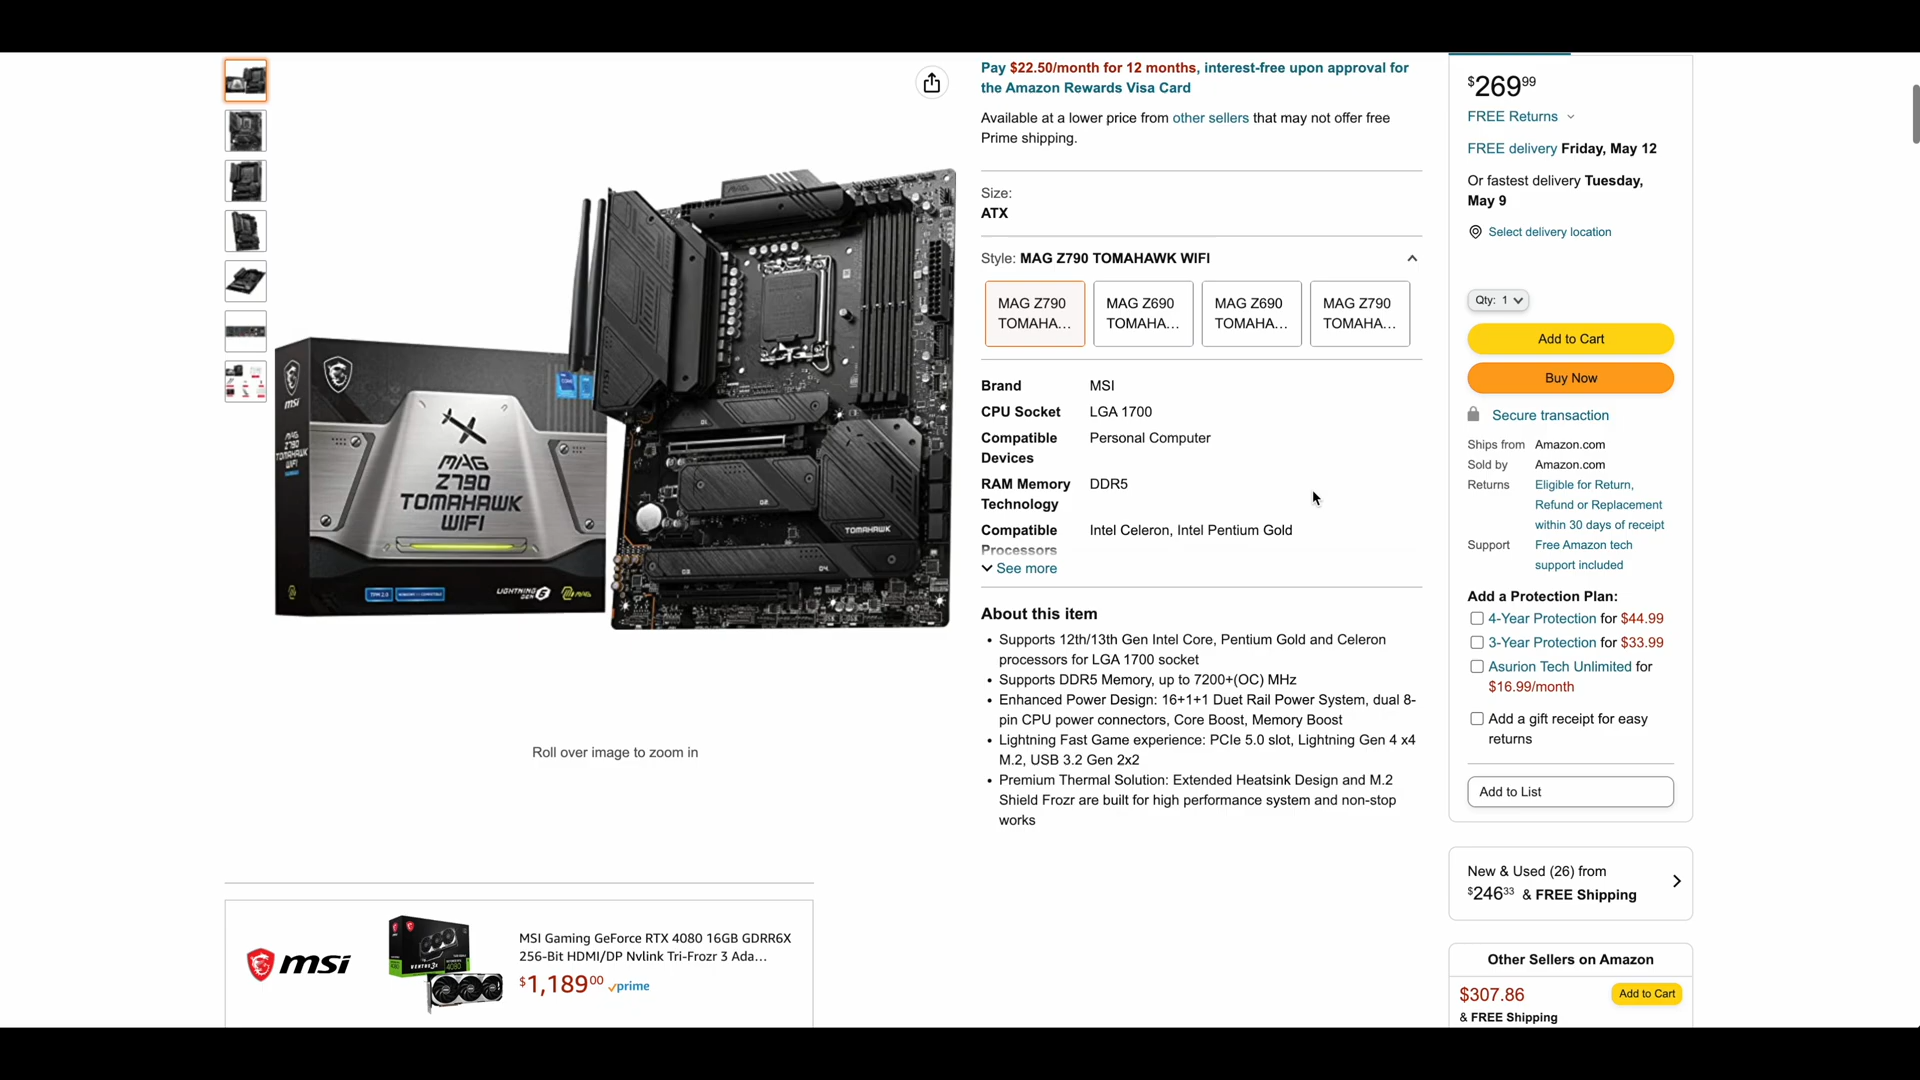 Pay $22.50/month for 12 months, interest-free upon approval for
the Amazon Rewards Visa Card
Available at a lower price from other sellers that may not offer free
Prime shipping.
Size:
ATX
Style: MAG Z790 TOMAHAWK WIFI
MAG Z790
TOMAHA...
MAG Z690
TOMAHA...
MAG Z690
TOMAHA...
MAG Z790
TOMAHA...
Brand MSI
CPU Socket LGA 1700
Compatible Personal Computer
Devices
RAM Memory DDR5
Technology
Compatible Intel Celeron, Intel Pentium Gold
Processors
See more
About this item
• Supports 12th/13th Gen Intel Core, Pentium Gold and Celeron
processors for LGA 1700 socket
• Supports DDR5 Memory, up to 7200+(OC) MHz
• Enhanced Power Design: 16+1+1 Duet Rail Power System, dual 8-
pin CPU power connectors, Core Boost, Memory Boost
• Lightning Fast Game experience: PCIe 5.0 slot, Lightning Gen 4 x4
M.2, USB 3.2 Gen 2x2
• Premium Thermal Solution: Extended Heatsink Design and M.2
Shield Frozr are built for high performance system and non-stop
works
MAG
Z790
TOMAHAWK
WIFI
msi
MAG
Z790
TOMAHAWK
WIFI
LIGHTNING GEN 5
MAG
MAG
TOMAHAWK
Roll over image to zoom in
msi
MSI Gaming GeForce RTX 4080 16GB GDRR6X
256-Bit HDMI/DP Nvlink Tri-Frozr 3 Ada...
$1,189.00 prime
$269.99
FREE Returns
FREE delivery Friday, May 12
Or fastest delivery Tuesday,
May 9
Select delivery location
Qty: 1
Add to Cart
Buy Now
Secure transaction
Ships from Amazon.com
Sold by Amazon.com
Returns Eligible for Return,
Refund or Replacement
within 30 days of receipt
Support Free Amazon tech
support included
Add a Protection Plan:
4-Year Protection for $44.99
3-Year Protection for $33.99
Asurion Tech Unlimited for
$16.99/month
Add a gift receipt for easy
returns
Add to List
New & Used (26) from
$246.33 & FREE Shipping
Other Sellers on Amazon
$307.86 Add to Cart
& FREE Shipping